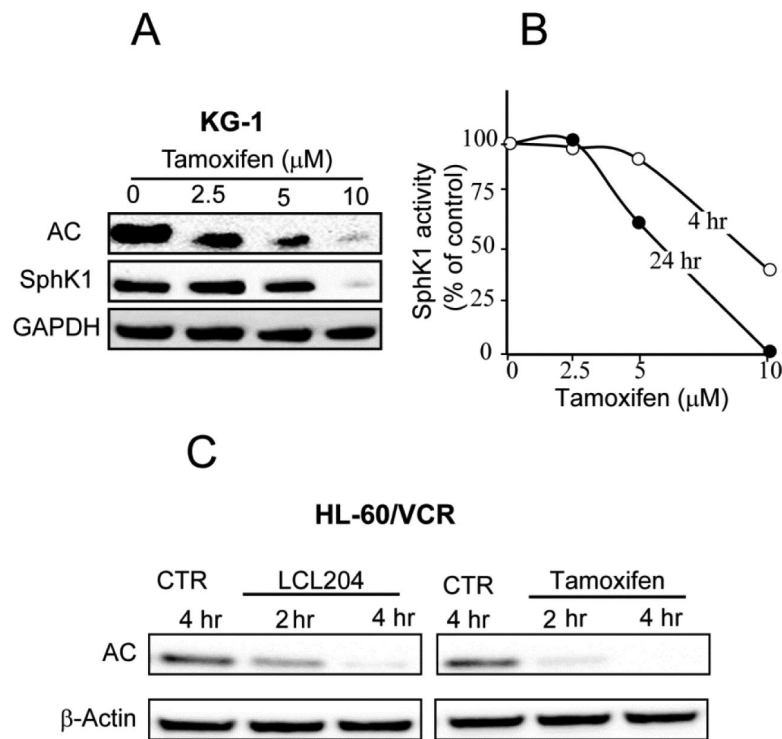 A
KG-1
Tamoxifen (μM)
0 2.5 5 10
AC
SphK1
GAPDH
B
SphK1 activity
(% of control)
100
75
50
25
0
4 hr
24 hr
0 2.5 5 10
Tamoxifen (μM)
C
HL-60/VCR
CTR LCL204 CTR Tamoxifen
4 hr 2 hr 4 hr 4 hr 2 hr 4 hr
AC
β-Actin